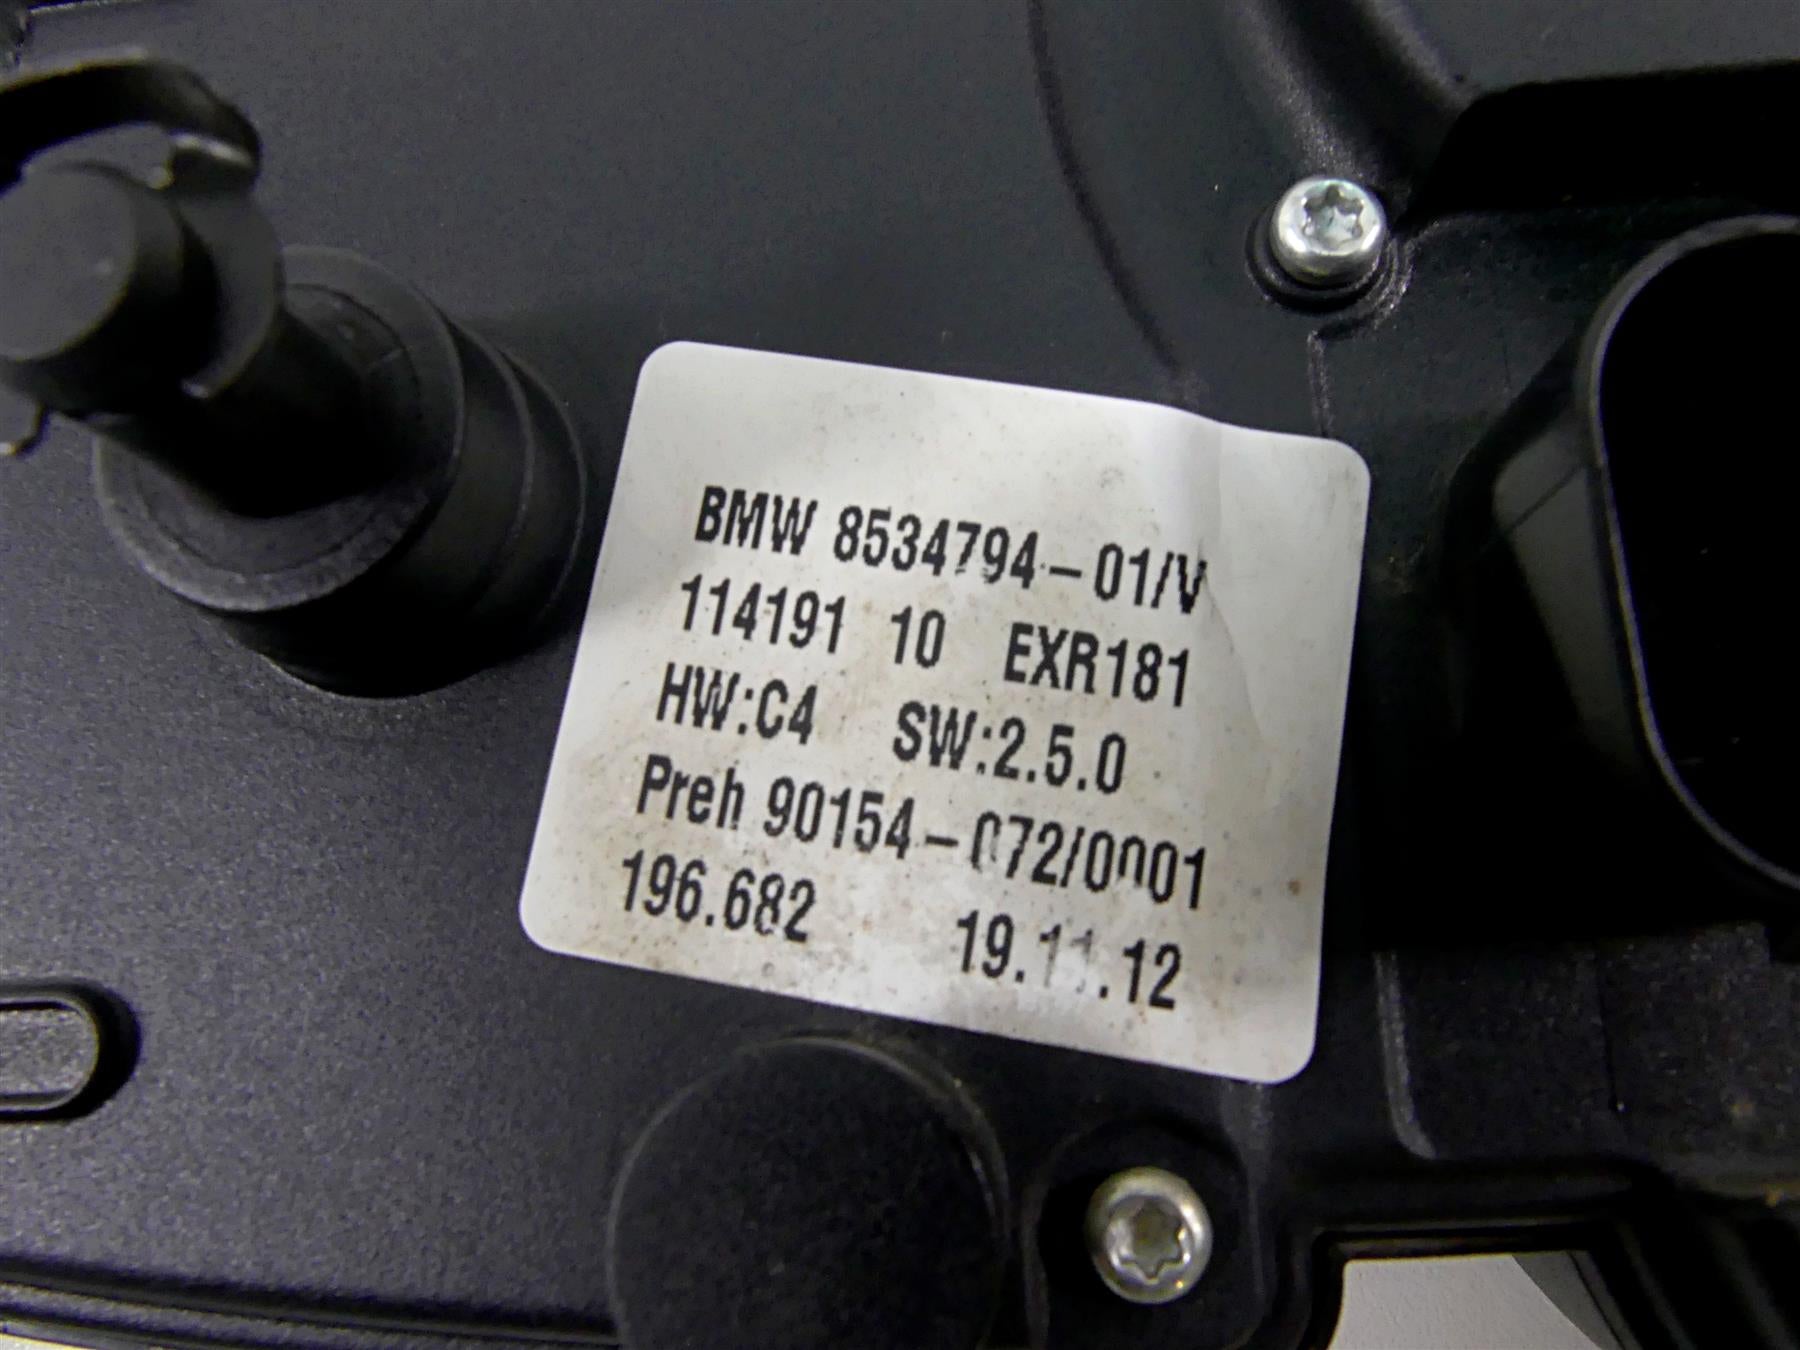 BMW 8534794-01/V
114191 10 EXR181
HW:C4 SW:2.5.0
Preh 90154-072/0001
196.682 19.11.12